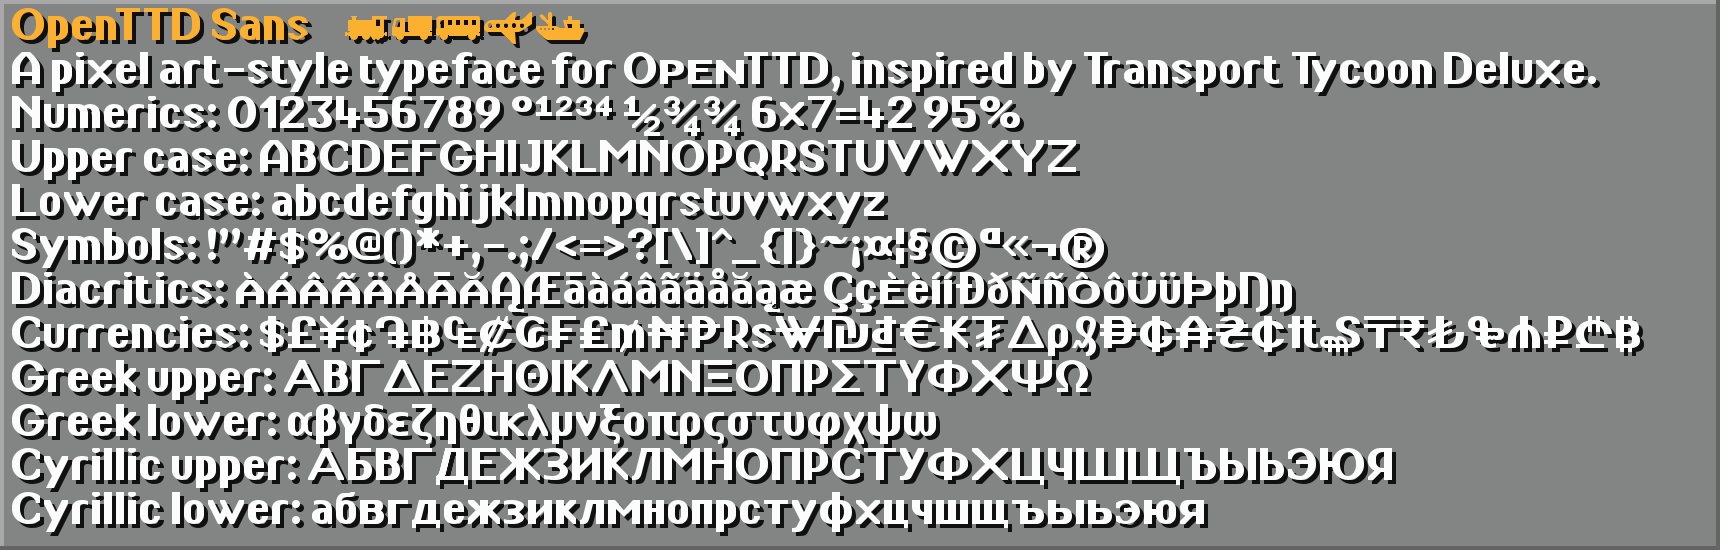 OpenTTD Sans
A pixel art-style typeface for OᴘᴇɴTTD, inspired by Transport Tycoon Deluxe.
Numerics: 0123456789 ⁰¹²³⁴ ½¾¾ 6×7=42 95%
Upper case: ABCDEFGHIJKLMNOPQRSTUVWXYZ
Lower case: abcdefghijklmnopqrstuvwxyz
Symbols: !"#$%@()*+,-.;/<=>?[\]^_{|}~¡¤¦§©ª«¬®
Diacritics: ÀÁÂÃÄÅĀĂĄÆāàáâãäåăąæ ÇçÈèííÐðÑñÔôÜüÞþŊŋ
Currencies: $£¥¢֏฿₠₡₢₣₤₥₦₧₨₩₪₫€₭₮₯₰₱₲₳₴₵₶₷₸₹₺₻₼₽₾₿
Greek upper: ΑΒΓΔΕΖΗΘΙΚΛΜΝΞΟΠΡΣΤΥΦΧΨΩ
Greek lower: αβγδεζηθικλμνξοπρςστυφχψω
Cyrillic upper: АБВГДЕЖЗИКЛМНОПРСТУФХЦЧШЩЪЫЬЭЮЯ
Cyrillic lower: абвгдежзиклмнопрстуфхцчшщъыьэюя